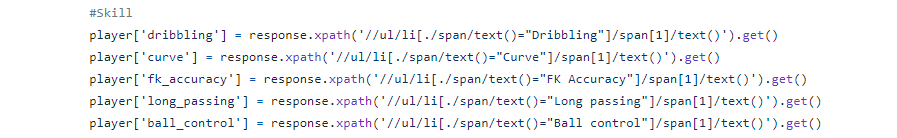 #Skill
player['dribbling'] = response.xpath('//ul/li[./span/text()="Dribbling"]/span[1]/text()').get()
player['curve'] = response.xpath('//ul/li[./span/text()="Curve"]/span[1]/text()').get()
player['fk_accuracy'] = response.xpath('//ul/li[./span/text()="FK Accuracy"]/span[1]/text()').get()
player['long_passing'] = response.xpath('//ul/li[./span/text()="Long passing"]/span[1]/text()').get()
player['ball_control'] = response.xpath('//ul/li[./span/text()="Ball control"]/span[1]/text()').get()